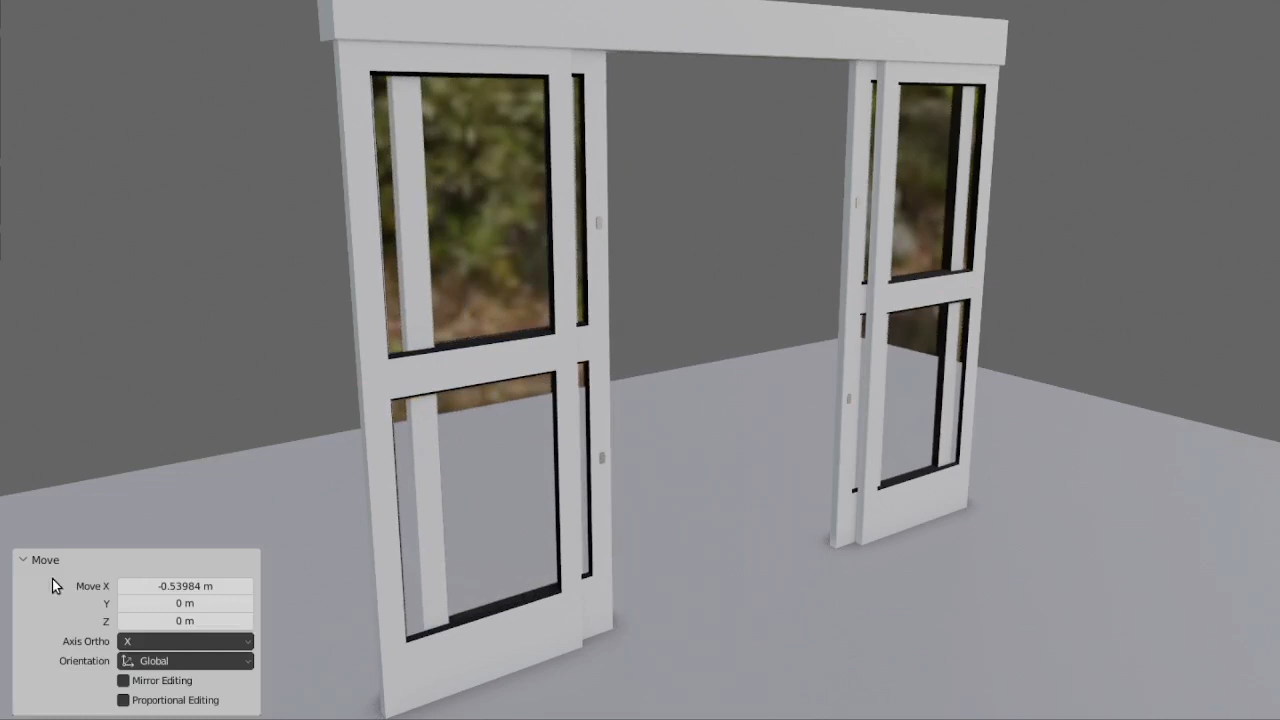 Move
Move X -0.53984 m
Y 0 m
Z 0 m
Axis Ortho X
Orientation Global
Mirror Editing
Proportional Editing